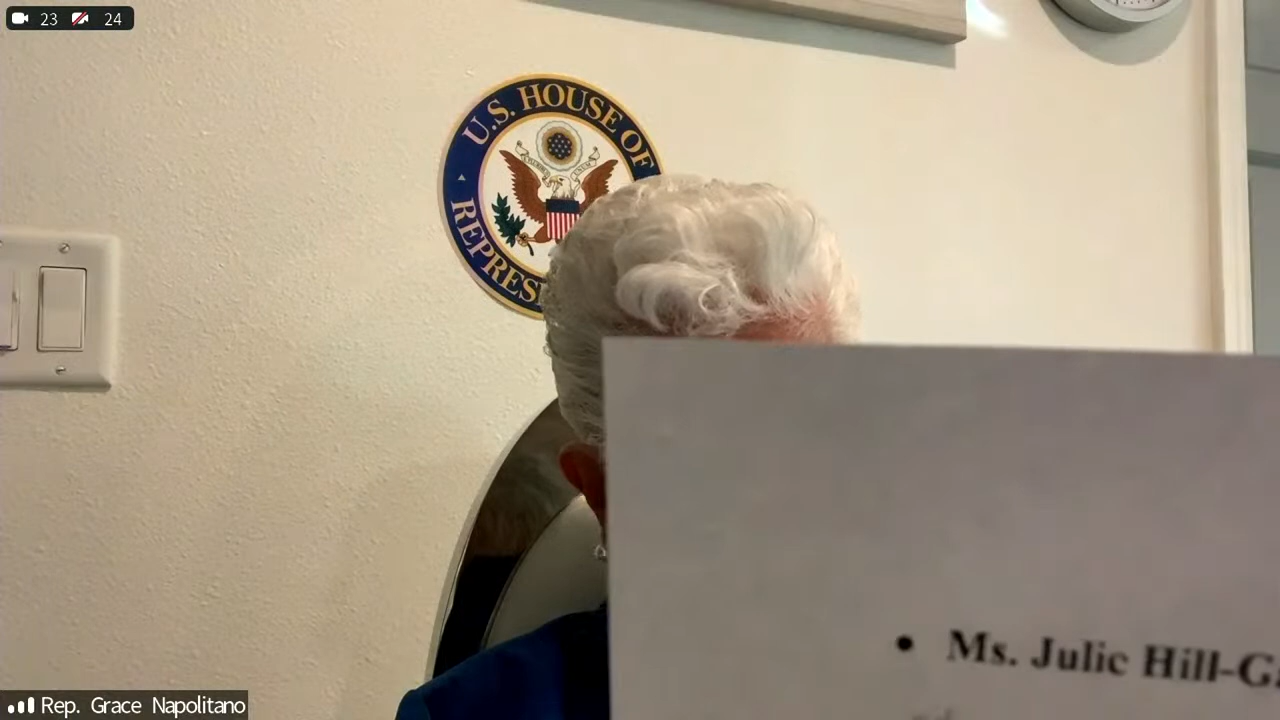 23 24
U.S. HOUSE OF
REPRES
Ms. Julie Hill-G
Rep. Grace Napolitano